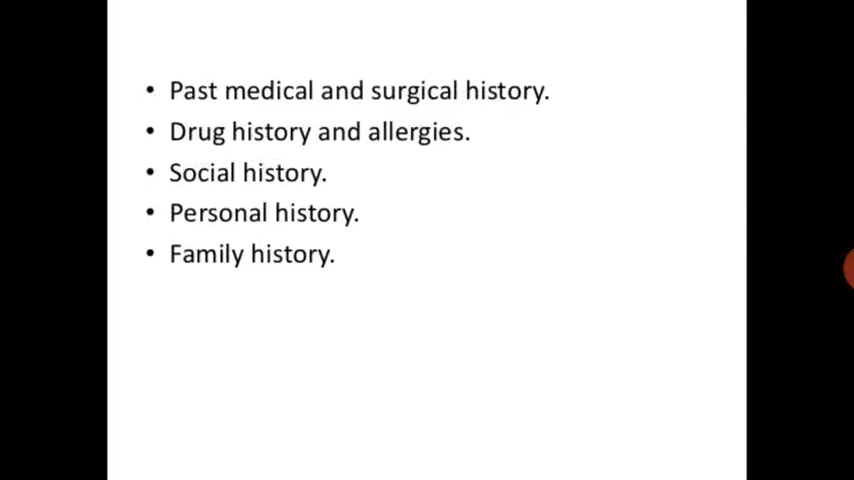 • Past medical and surgical history.
• Drug history and allergies.
• Social history.
• Personal history.
• Family history.